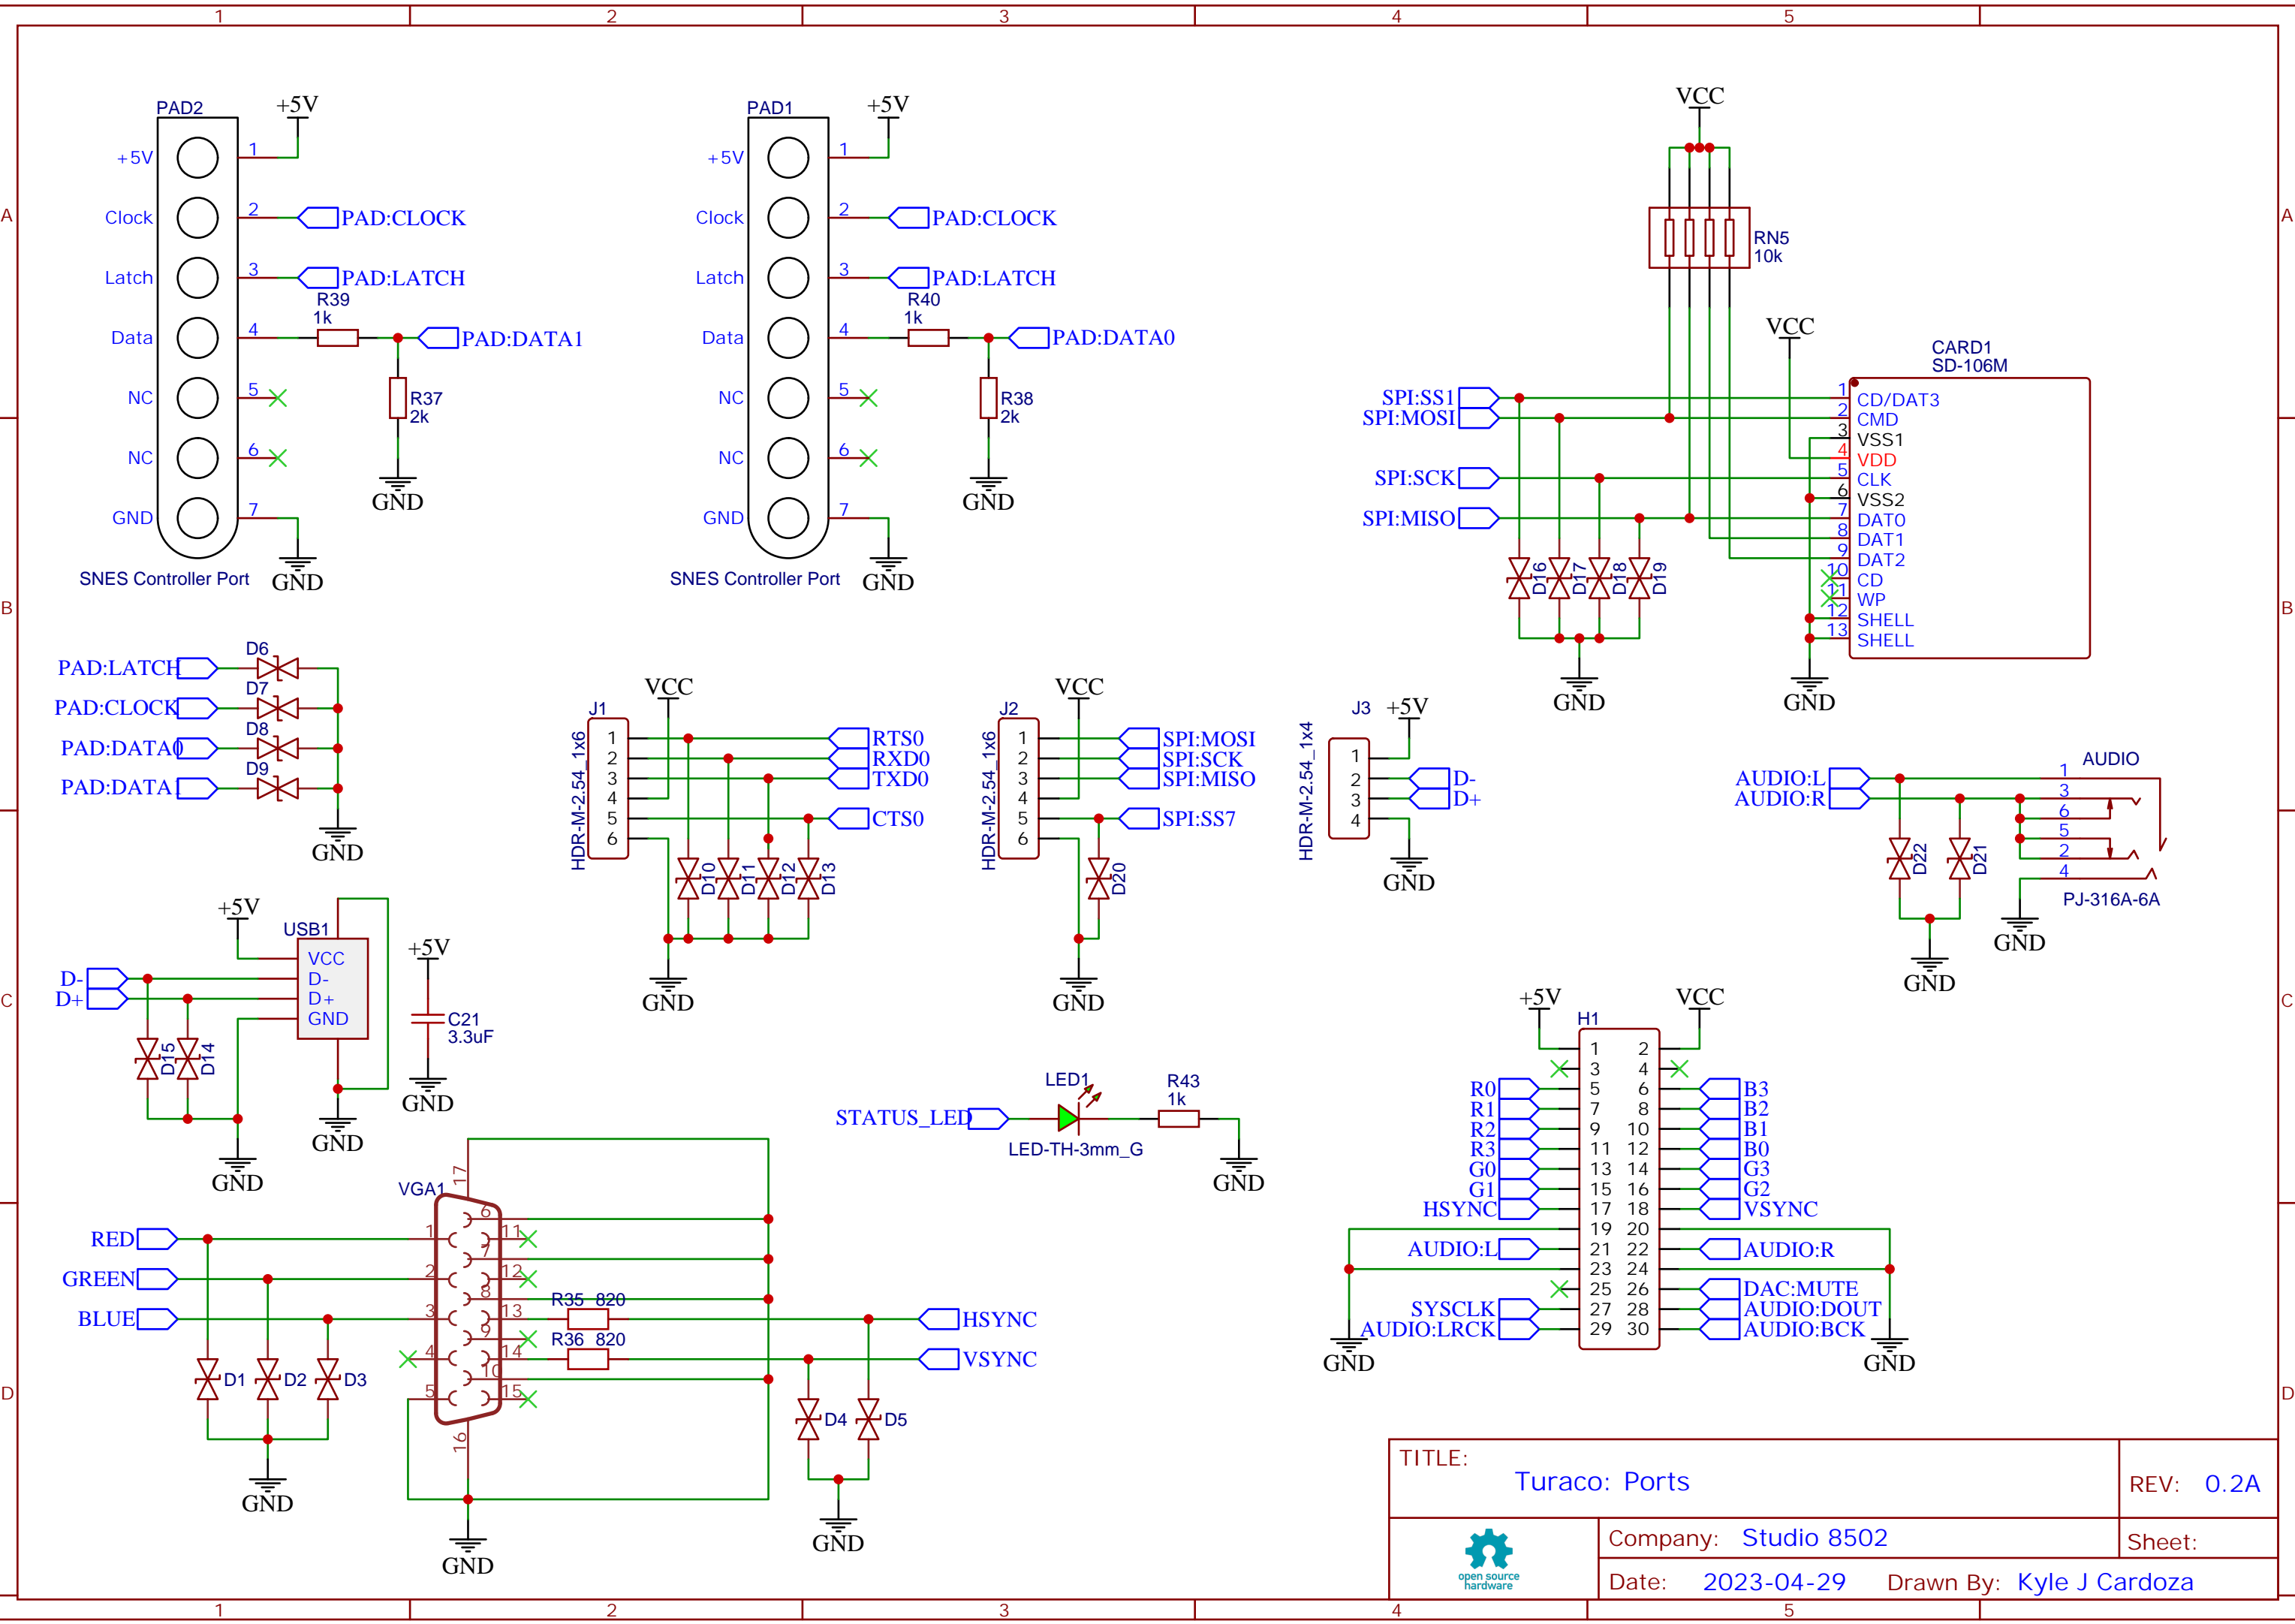 1 2 3 4 5
A
B
C
D
A
B
C
D
PAD2
+5V
+5V 1
Clock 2 PAD:CLOCK
Latch 3 PAD:LATCH
R39
1k
Data 4 PAD:DATA1
NC 5
R37
2k
NC 6
GND
GND 7
GND
SNES Controller Port
PAD1
+5V
+5V 1
Clock 2 PAD:CLOCK
Latch 3 PAD:LATCH
R40
1k
Data 4 PAD:DATA0
NC 5
R38
2k
NC 6
GND
GND 7
GND
SNES Controller Port
VCC
RN5
10k
VCC
CARD1
SD-106M
SPI:SS1
SPI:MOSI
SPI:SCK
SPI:MISO
1 CD/DAT3
2 CMD
3 VSS1
4 VDD
5 CLK
6 VSS2
7 DAT0
8 DAT1
9 DAT2
10 CD
11 WP
12 SHELL
13 SHELL
D16 D17 D18 D19
GND
GND
D6
PAD:LATCH
D7
PAD:CLOCK
D8
PAD:DATA0
D9
PAD:DATA1
GND
J1
HDR-M-2.54_1x6
VCC
1 RTS0
2 RXD0
3 TXD0
4
5 CTS0
6
D10 D11 D12 D13
GND
J2
HDR-M-2.54_1x6
VCC
1 SPI:MOSI
2 SPI:SCK
3 SPI:MISO
4
5 SPI:SS7
6
D20
GND
J3
HDR-M-2.54_1x4
+5V
1
2 D-
3 D+
4
GND
AUDIO
AUDIO:L
AUDIO:R
1
3
6
5
2
4
D22 D21
PJ-316A-6A
GND
GND
+5V
USB1
VCC
D- D-
D+ D+
GND
D15 D14
GND
GND
+5V
C21
3.3uF
GND
STATUS_LED
LED1
LED-TH-3mm_G
R43
1k
GND
+5V
VCC
H1
1 2
3 4
R0 5 6 B3
R1 7 8 B2
R2 9 10 B1
R3 11 12 B0
G0 13 14 G3
G1 15 16 G2
HSYNC 17 18 VSYNC
19 20
AUDIO:L 21 22 AUDIO:R
23 24
25 26 DAC:MUTE
SYSCLK 27 28 AUDIO:DOUT
AUDIO:LRCK 29 30 AUDIO:BCK
GND
GND
VGA1
17
6
RED 1 11
7
GREEN 2 12
8
BLUE 3 13 R35 820 HSYNC
9
4 14 R36 820 VSYNC
10
5 15
16
D1 D2 D3
D4 D5
GND
GND
GND
TITLE:
Turaco: Ports
REV: 0.2A
open source
hardware
Company: Studio 8502
Sheet:
Date: 2023-04-29 Drawn By: Kyle J Cardoza
1 2 3 4 5